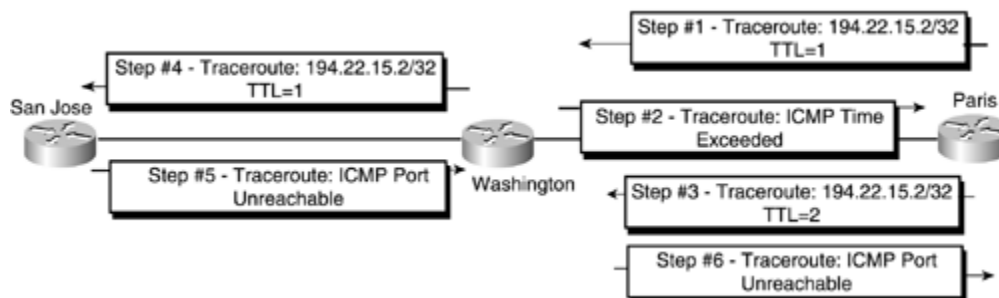 Step #1 - Traceroute: 194.22.15.2/32
TTL=1
Step #4 - Traceroute: 194.22.15.2/32
TTL=1
San Jose
Paris
Step #2 - Traceroute: ICMP Time
Exceeded
Step #5 - Traceroute: ICMP Port
Unreachable
Washington
Step #3 - Traceroute: 194.22.15.2/32
TTL=2
Step #6 - Traceroute: ICMP Port
Unreachable